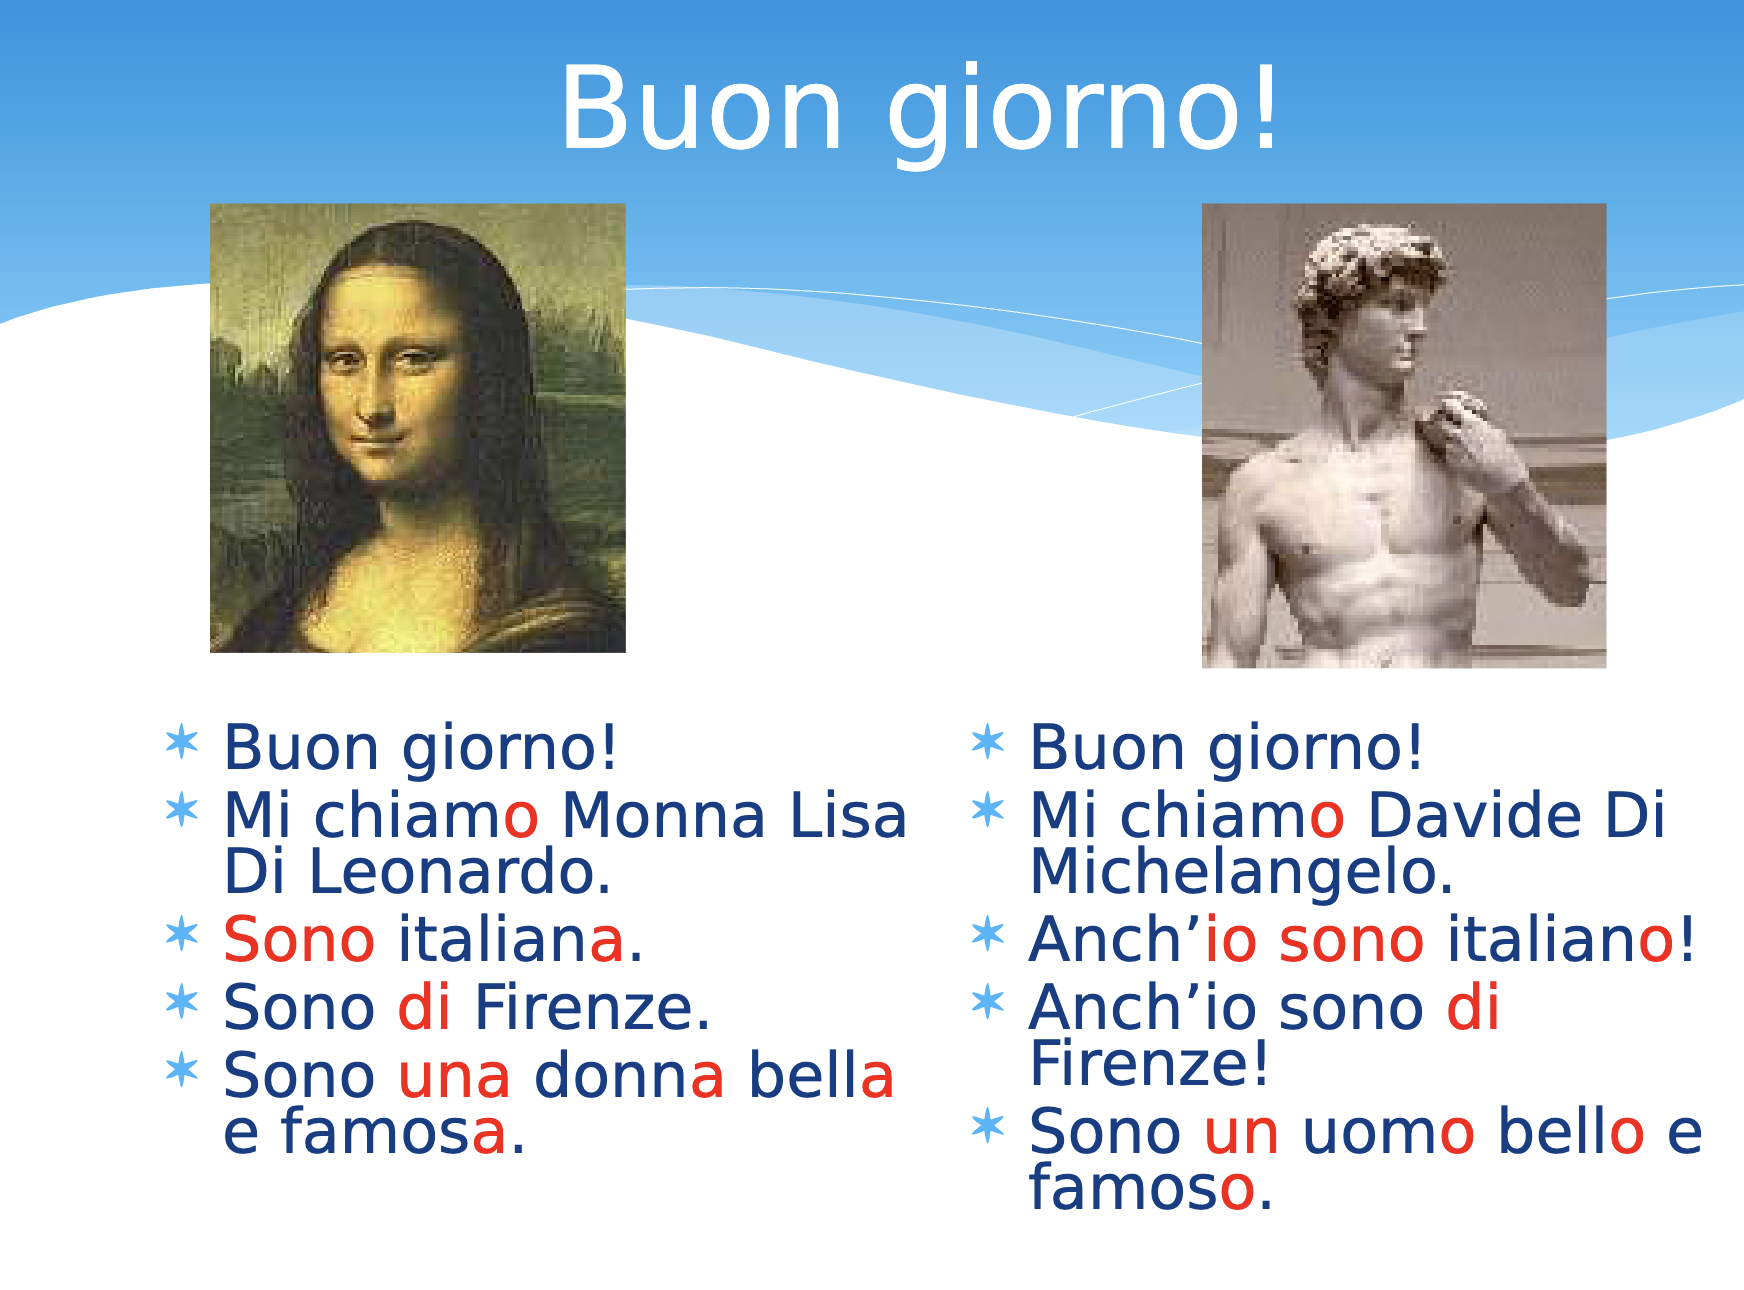 Buon giorno!
Buon giorno!
Mi chiamo Monna Lisa
Di Leonardo.
Sono italiana.
Sono di Firenze.
Sono una donna bella
e famosa.
Buon giorno!
Mi chiamo Davide Di
Michelangelo.
Anch’io sono italiano!
Anch’io sono di
Firenze!
Sono un uomo bello e
famoso.